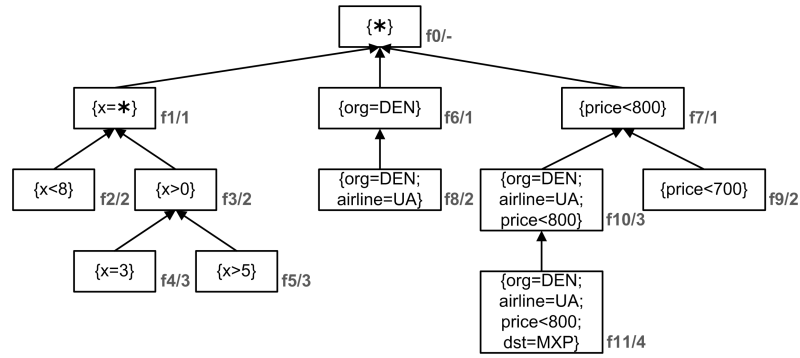 {*}
f0/-
{x=*}
f1/1
{org=DEN}
f6/1
{price<800}
f7/1
{x<8}
f2/2
{x>0}
f3/2
{org=DEN;
airline=UA}
f8/2
{org=DEN;
airline=UA;
price<800}
f10/3
{price<700}
f9/2
{x=3}
f4/3
{x>5}
f5/3
{org=DEN;
airline=UA;
price<800;
dst=MXP}
f11/4